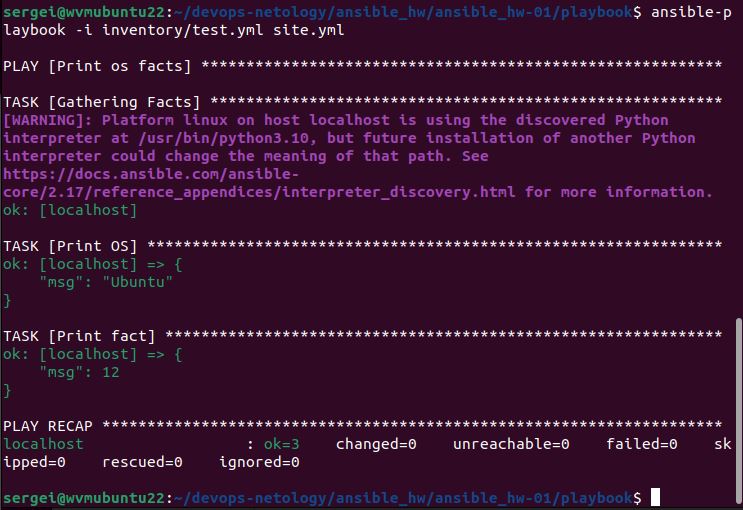 sergei@wvmubuntu22:~/devops-netology/ansible_hw/ansible_hw-01/playbook$ ansible-p
laybook -i inventory/test.yml site.yml
PLAY [Print os facts] **********************************************************
TASK [Gathering Facts] *********************************************************
[WARNING]: Platform linux on host localhost is using the discovered Python
interpreter at /usr/bin/python3.10, but future installation of another Python
interpreter could change the meaning of that path. See
https://docs.ansible.com/ansible-
core/2.17/reference_appendices/interpreter_discovery.html for more information.
ok: [localhost]
TASK [Print OS] ****************************************************************
ok: [localhost] => {
    "msg": "Ubuntu"
}
TASK [Print fact] **************************************************************
ok: [localhost] => {
    "msg": 12
}
PLAY RECAP *********************************************************************
localhost                  : ok=3    changed=0    unreachable=0    failed=0    sk
ipped=0    rescued=0    ignored=0
sergei@wvmubuntu22:~/devops-netology/ansible_hw/ansible_hw-01/playbook$